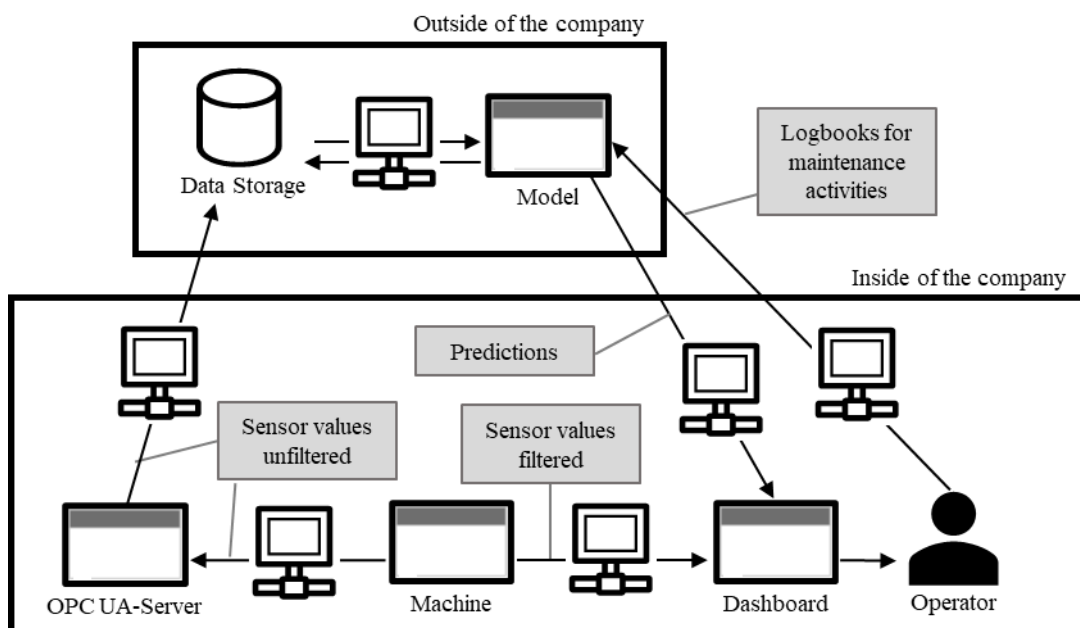 Outside of the company
Data Storage
Model
Logbooks for
maintenance
activities
Inside of the company
Predictions
Sensor values
unfiltered
Sensor values
filtered
OPC UA-Server
Machine
Dashboard
Operator